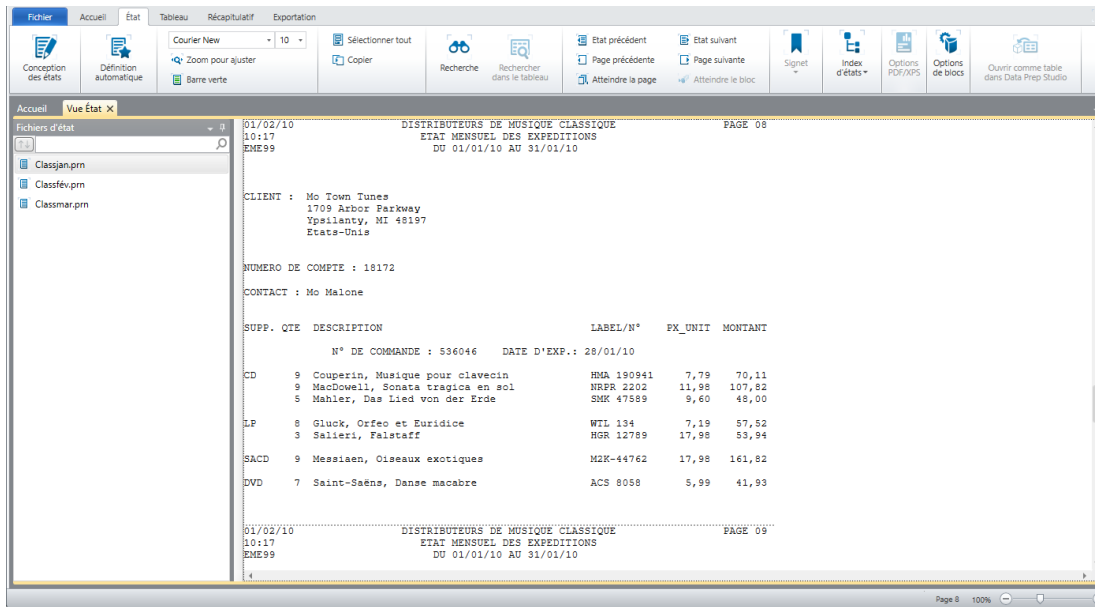 Fichier Accueil État Tableau Récapitulatif Exportation
Conception des états
Définition automatique
Courier New 10
Zoom pour ajuster
Barre verte
Sélectionner tout
Copier
Recherche
Rechercher dans le tableau
Etat précédent
Page précédente
Atteindre la page
Etat suivant
Page suivante
Atteindre le bloc
Signet
Index d'états
Options PDF/XPS
Options de blocs
Ouvrir comme table dans Data Prep Studio
Accueil Vue État X
Fichiers d'état
Classjan.prn
Classfév.prn
Classmar.prn
01/02/10 DISTRIBUTEURS DE MUSIQUE CLASSIQUE PAGE 08
10:17 ETAT MENSUEL DES EXPEDITIONS
EME99 DU 01/01/10 AU 31/01/10
CLIENT : Mo Town Tunes
1709 Arbor Parkway
Ypsilanty, MI 48197
Etats-Unis
NUMERO DE COMPTE : 18172
CONTACT : Mo Malone
SUPP. QTE DESCRIPTION LABEL/N° PX_UNIT MONTANT
N° DE COMMANDE : 536046 DATE D'EXP.: 28/01/10
CD 9 Couperin, Musique pour clavecin HMA 190941 7,79 70,11
9 MacDowell, Sonata tragica en sol NRPR 2202 11,98 107,82
5 Mahler, Das Lied von der Erde SMK 47589 9,60 48,00
LP 8 Gluck, Orfeo et Euridice WTL 134 7,19 57,52
3 Salieri, Falstaff HGR 12789 17,98 53,94
SACD 9 Messiaen, Oiseaux exotiques M2K-44762 17,98 161,82
DVD 7 Saint-Saëns, Danse macabre ACS 8058 5,99 41,93
01/02/10 DISTRIBUTEURS DE MUSIQUE CLASSIQUE PAGE 09
10:17 ETAT MENSUEL DES EXPEDITIONS
EME99 DU 01/01/10 AU 31/01/10
Page 8 100%